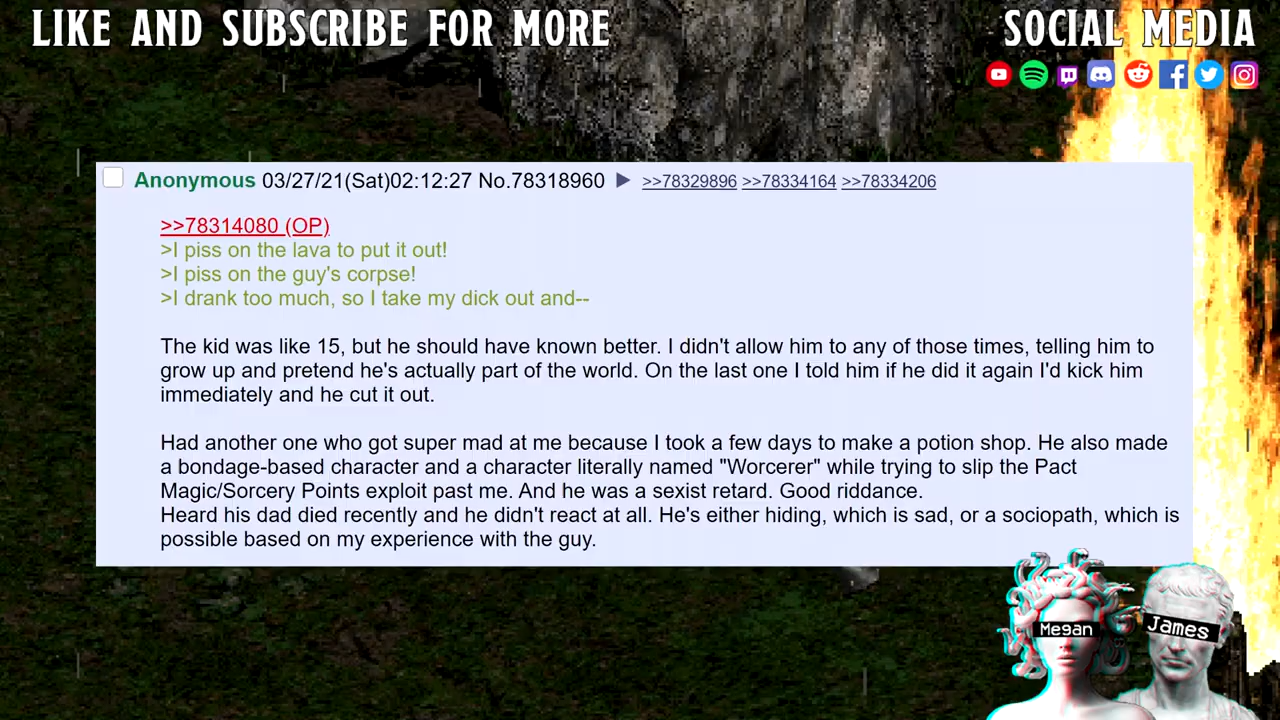 LIKE AND SUBSCRIBE FOR MORE
SOCIAL MEDIA
Anonymous 03/27/21(Sat)02:12:27 No.78318960 ▶ >>78329896 >>78334164 >>78334206
>>78314080 (OP)
>I piss on the lava to put it out!
>I piss on the guy's corpse!
>I drank too much, so I take my dick out and--
The kid was like 15, but he should have known better. I didn't allow him to any of those times, telling him to
grow up and pretend he's actually part of the world. On the last one I told him if he did it again I'd kick him
immediately and he cut it out.
Had another one who got super mad at me because I took a few days to make a potion shop. He also made
a bondage-based character and a character literally named "Worcerer" while trying to slip the Pact
Magic/Sorcery Points exploit past me. And he was a sexist retard. Good riddance.
Heard his dad died recently and he didn't react at all. He's either hiding, which is sad, or a sociopath, which is
possible based on my experience with the guy.
Megan
James